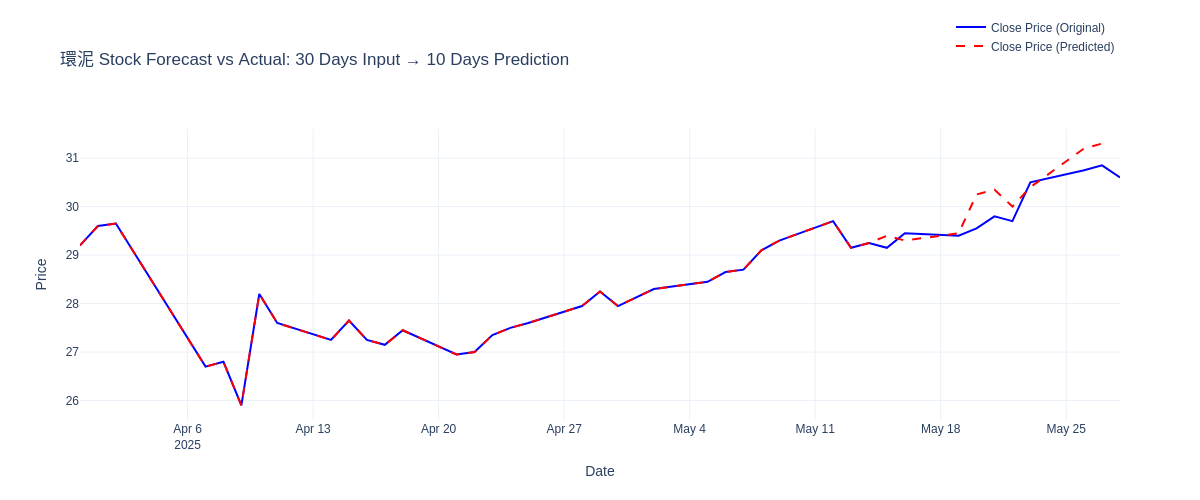 環泥 Stock Forecast vs Actual: 30 Days Input → 10 Days Prediction
Close Price (Original)
Close Price (Predicted)
Price
31
30
29
28
27
26
Apr 6
2025
Apr 13
Apr 20
Apr 27
May 4
May 11
May 18
May 25
Date